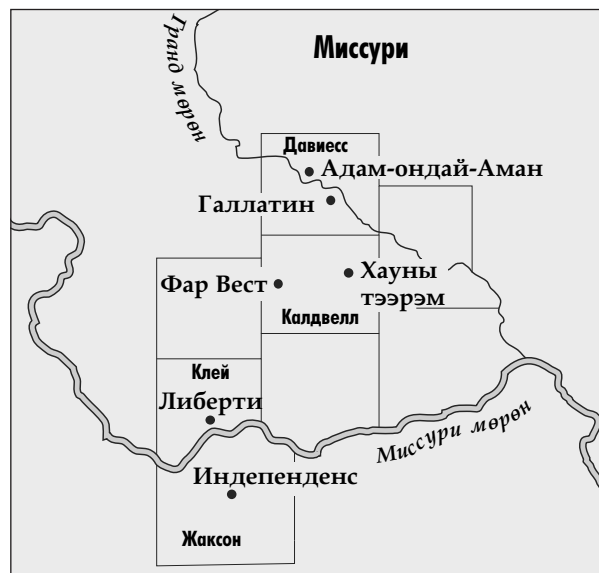 Миссури
Гранд мөрөн
Давиесс
Адам-ондай-Аман
Галлатин
Фар Вест
Хауны
тээрэм
Калдвелл
Клей
Либерти
Миссури мөрөн
Индепенденс
Жаксон